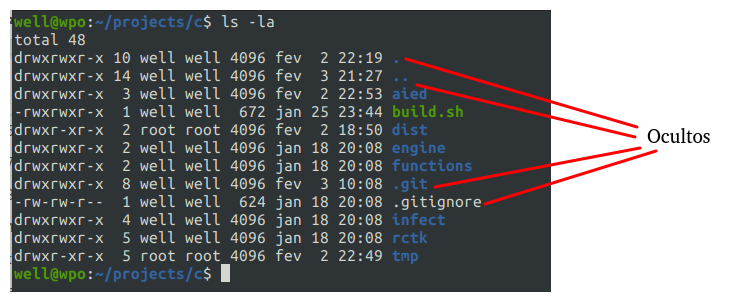 well@wpo:~/projects/c$ ls -la
total 48
drwxrwxr-x 10 well well 4096 fev  2 22:19 .
drwxrwxr-x 14 well well 4096 fev  3 21:27 ..
drwxrwxr-x  3 well well 4096 fev  2 22:53 aied
-rwxrwxr-x  1 well well  672 jan 25 23:44 build.sh
drwxr-xr-x  2 root root 4096 fev  2 18:50 dist
drwxrwxr-x  2 well well 4096 jan 18 20:08 engine
drwxrwxr-x  2 well well 4096 jan 18 20:08 functions
drwxrwxr-x  8 well well 4096 fev  3 10:08 .git
-rw-rw-r--  1 well well  624 jan 18 20:08 .gitignore
drwxrwxr-x  4 well well 4096 jan 18 20:08 infect
drwxrwxr-x  5 well well 4096 jan 18 20:08 rctk
drwxr-xr-x  5 root root 4096 fev  2 22:49 tmp
well@wpo:~/projects/c$
Ocultos